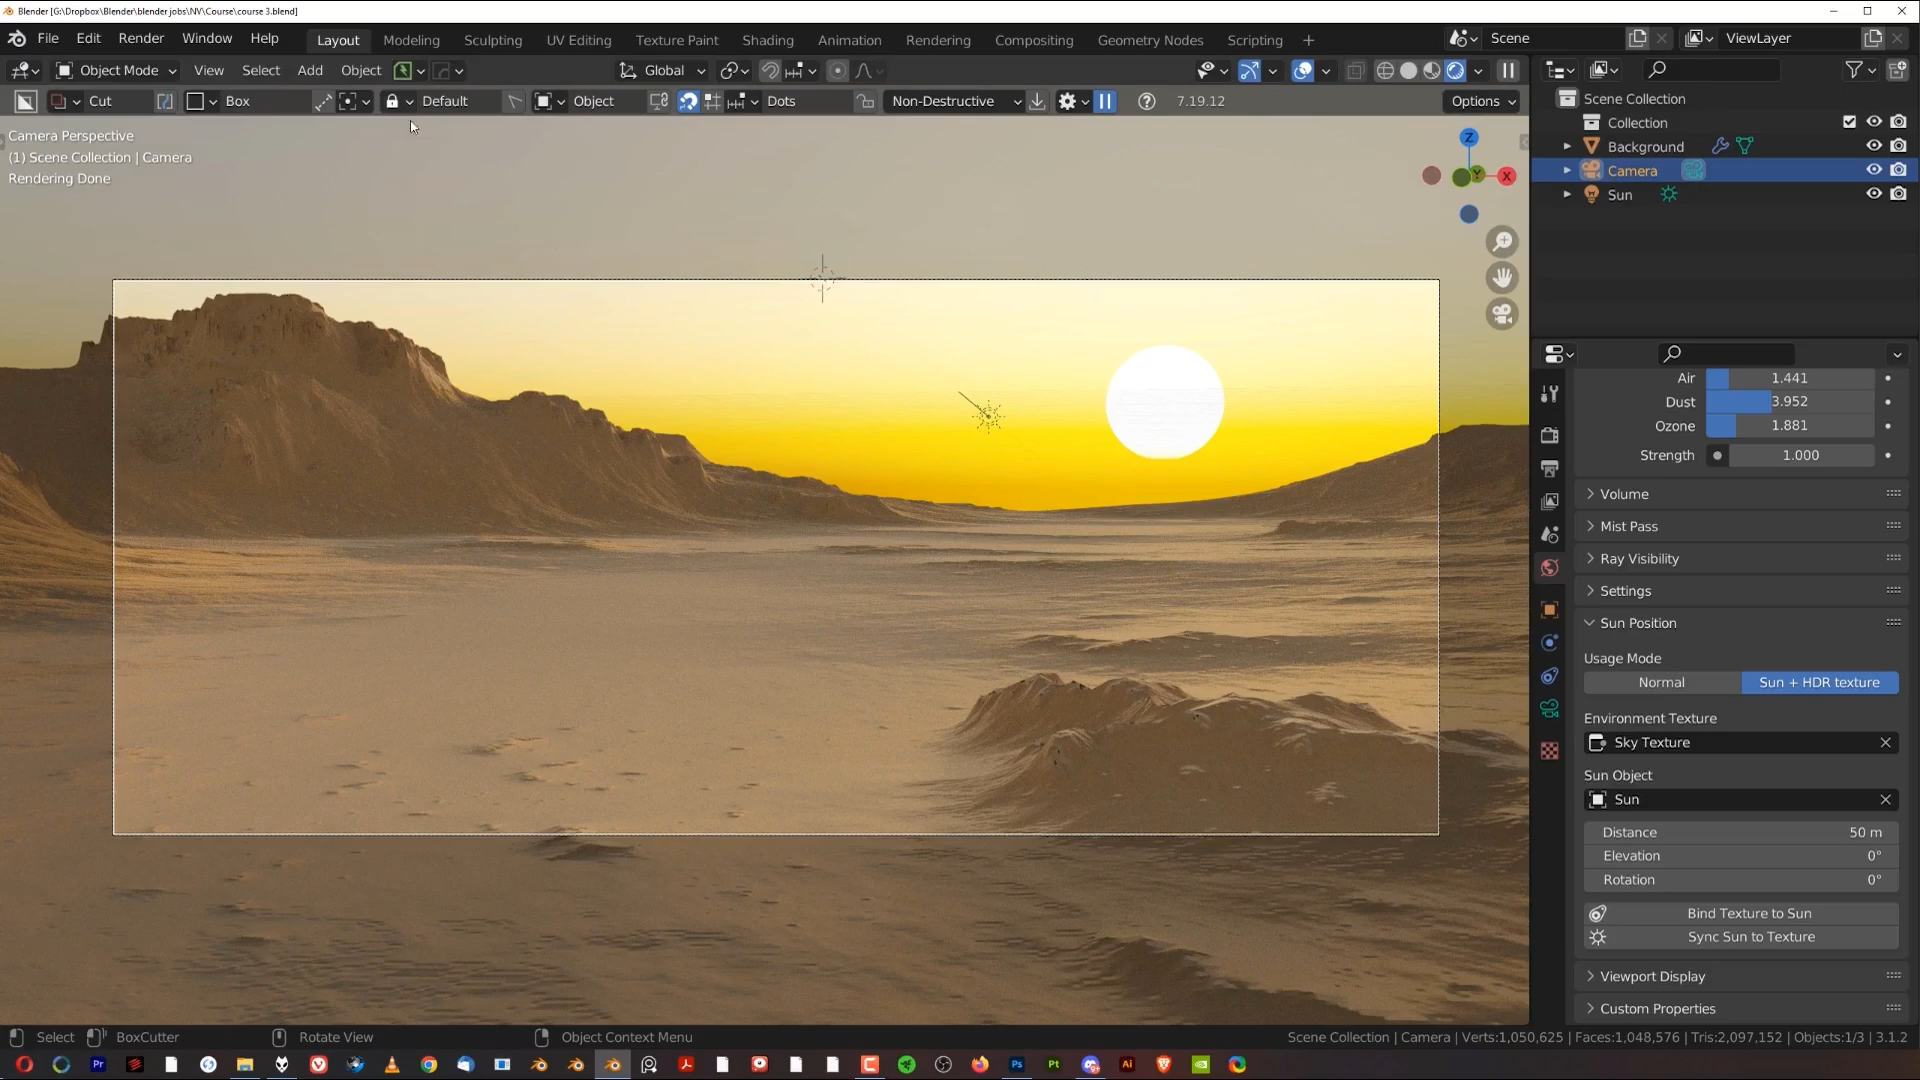 Blender [G:\Dropbox\Blender\blender jobs\NV\Course\course 3.blend]
File Edit Render Window Help Layout Modeling Sculpting UV Editing Texture Paint Shading Animation Rendering Compositing Geometry Nodes Scripting + Scene ViewLayer
Object Mode View Select Add Object Global
Cut Box Default Object Dots Non-Destructive 7.19.12 Options
Camera Perspective
(1) Scene Collection | Camera
Rendering Done
Z
Y
X
Scene Collection
Collection
Background
Camera
Sun
Air 1.441
Dust 3.952
Ozone 1.881
Strength 1.000
Volume
Mist Pass
Ray Visibility
Settings
Sun Position
Usage Mode
Normal Sun + HDR texture
Environment Texture
Sky Texture
Sun Object
Sun
Distance 50 m
Elevation 0°
Rotation 0°
Bind Texture to Sun
Sync Sun to Texture
Viewport Display
Custom Properties
Select BoxCutter Rotate View Object Context Menu Scene Collection | Camera | Verts:1,050,625 | Faces:1,048,576 | Tris:2,097,152 | Objects:1/3 | 3.1.2
Pr Ps Pt Ai